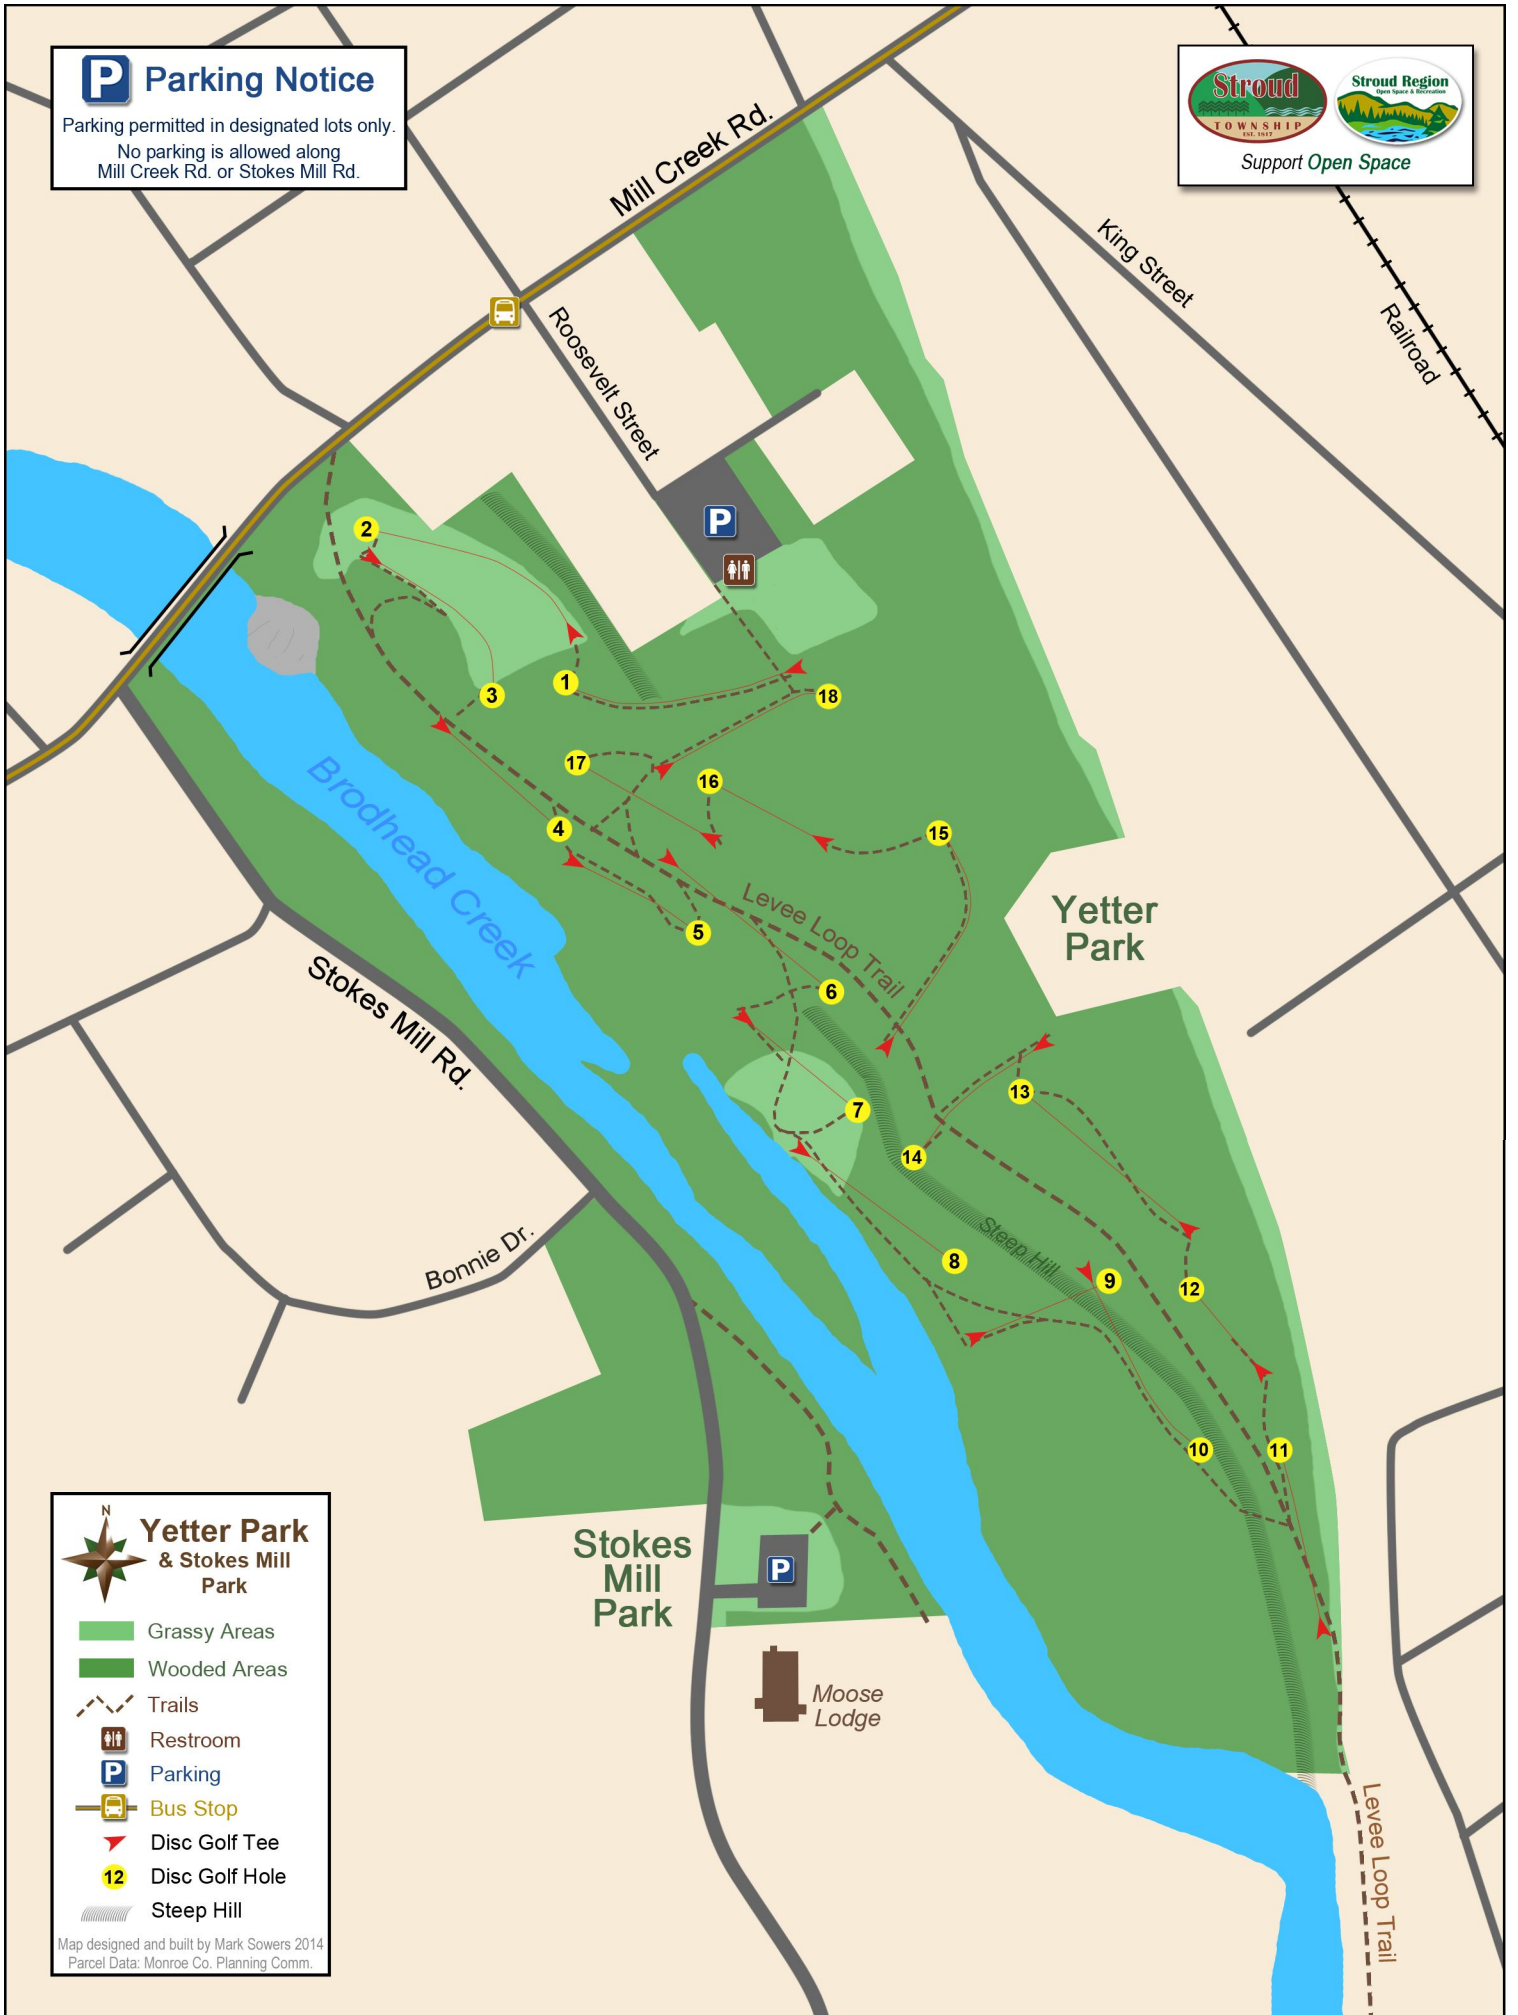 P Parking Notice
Parking permitted in designated lots only.
No parking is allowed along
Mill Creek Rd. or Stokes Mill Rd.
Stroud
TOWNSHIP
EST. 1817
Stroud Region
Open Space & Recreation
Support Open Space
Mill Creek Rd.
King Street
Railroad
Roosevelt Street
P
2
1
3
18
17
16
4
15
5
Brodhead Creek
Levee Loop Trail
Yetter
Park
6
Stokes Mill Rd.
7
13
14
Steep Hill
8
9
12
Bonnie Dr.
10
11
Stokes
Mill
Park
P
Moose
Lodge
Levee Loop Trail
N
Yetter Park
& Stokes Mill
Park
Grassy Areas
Wooded Areas
Trails
Restroom
P Parking
Bus Stop
Disc Golf Tee
12 Disc Golf Hole
Steep Hill
Map designed and built by Mark Sowers 2014
Parcel Data: Monroe Co. Planning Comm.